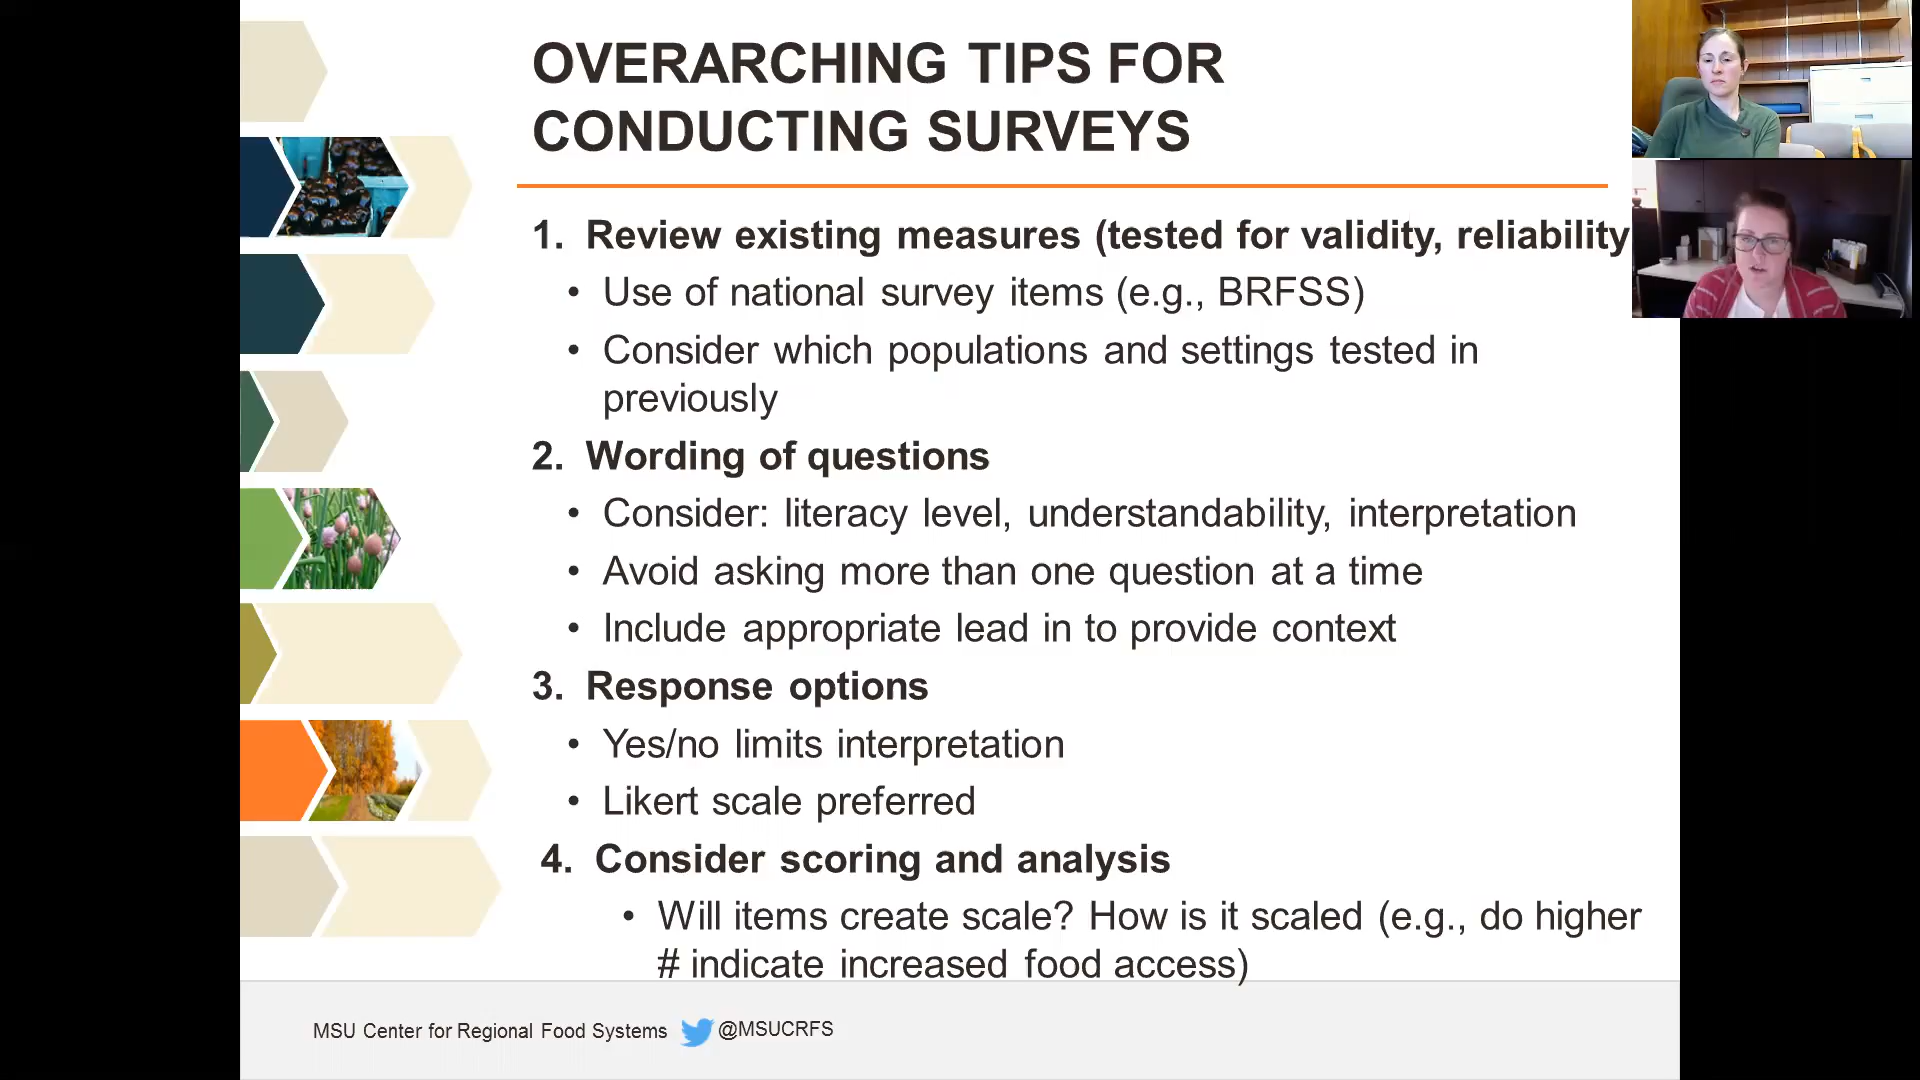 OVERARCHING TIPS FOR
CONDUCTING SURVEYS
1. Review existing measures (tested for validity, reliability
• Use of national survey items (e.g., BRFSS)
• Consider which populations and settings tested in
previously
2. Wording of questions
• Consider: literacy level, understandability, interpretation
• Avoid asking more than one question at a time
• Include appropriate lead in to provide context
3. Response options
• Yes/no limits interpretation
• Likert scale preferred
4. Consider scoring and analysis
• Will items create scale? How is it scaled (e.g., do higher
# indicate increased food access)
MSU Center for Regional Food Systems @MSUCRFS